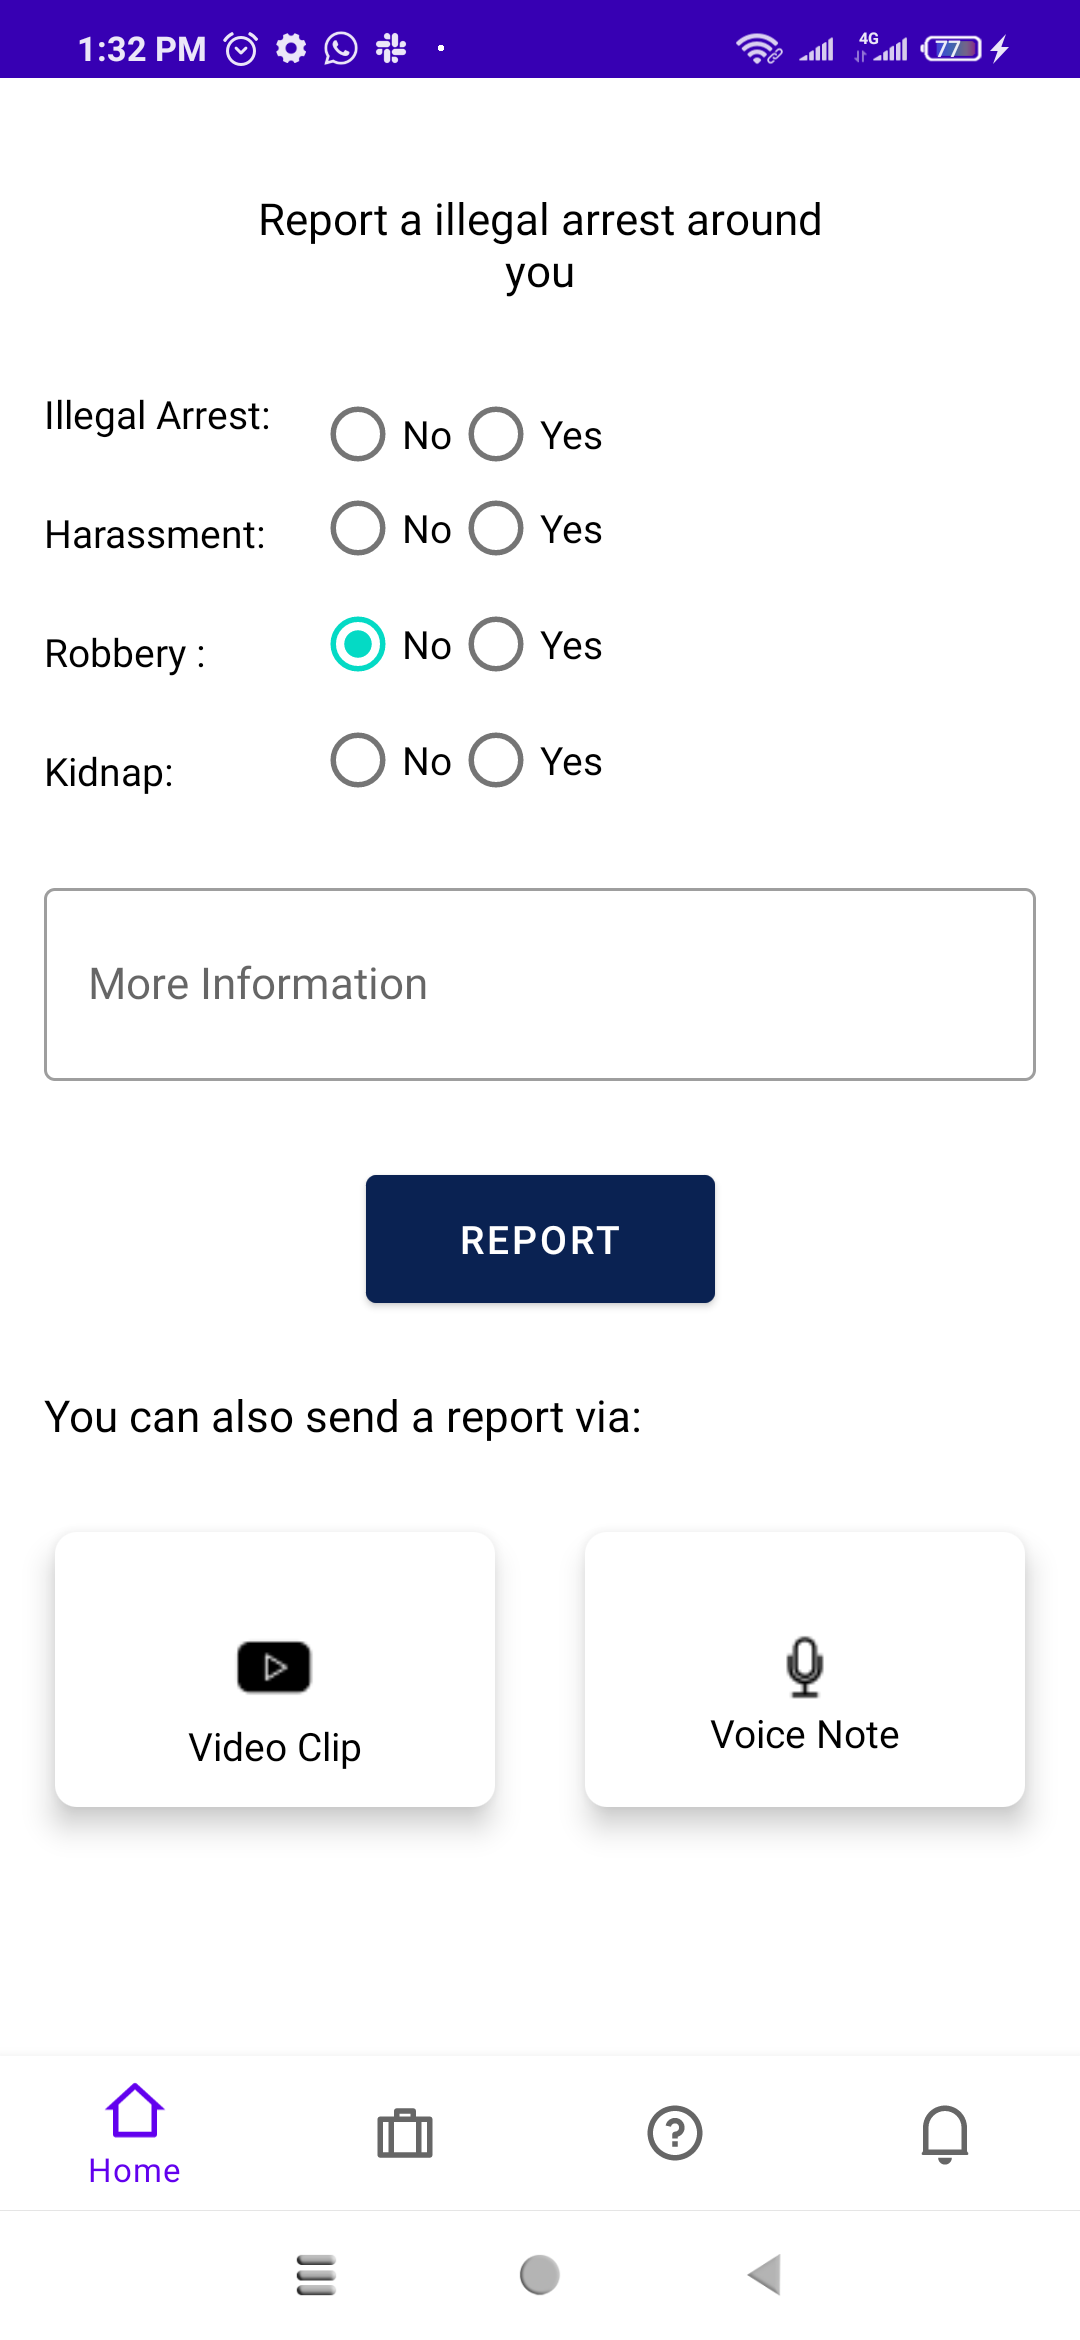 1:32 PM
4G
77
Report a illegal arrest around
you
Illegal Arrest:
No
Yes
Harassment:
No
Yes
Robbery :
No
Yes
Kidnap:
No
Yes
More Information
REPORT
You can also send a report via:
Video Clip
Voice Note
Home